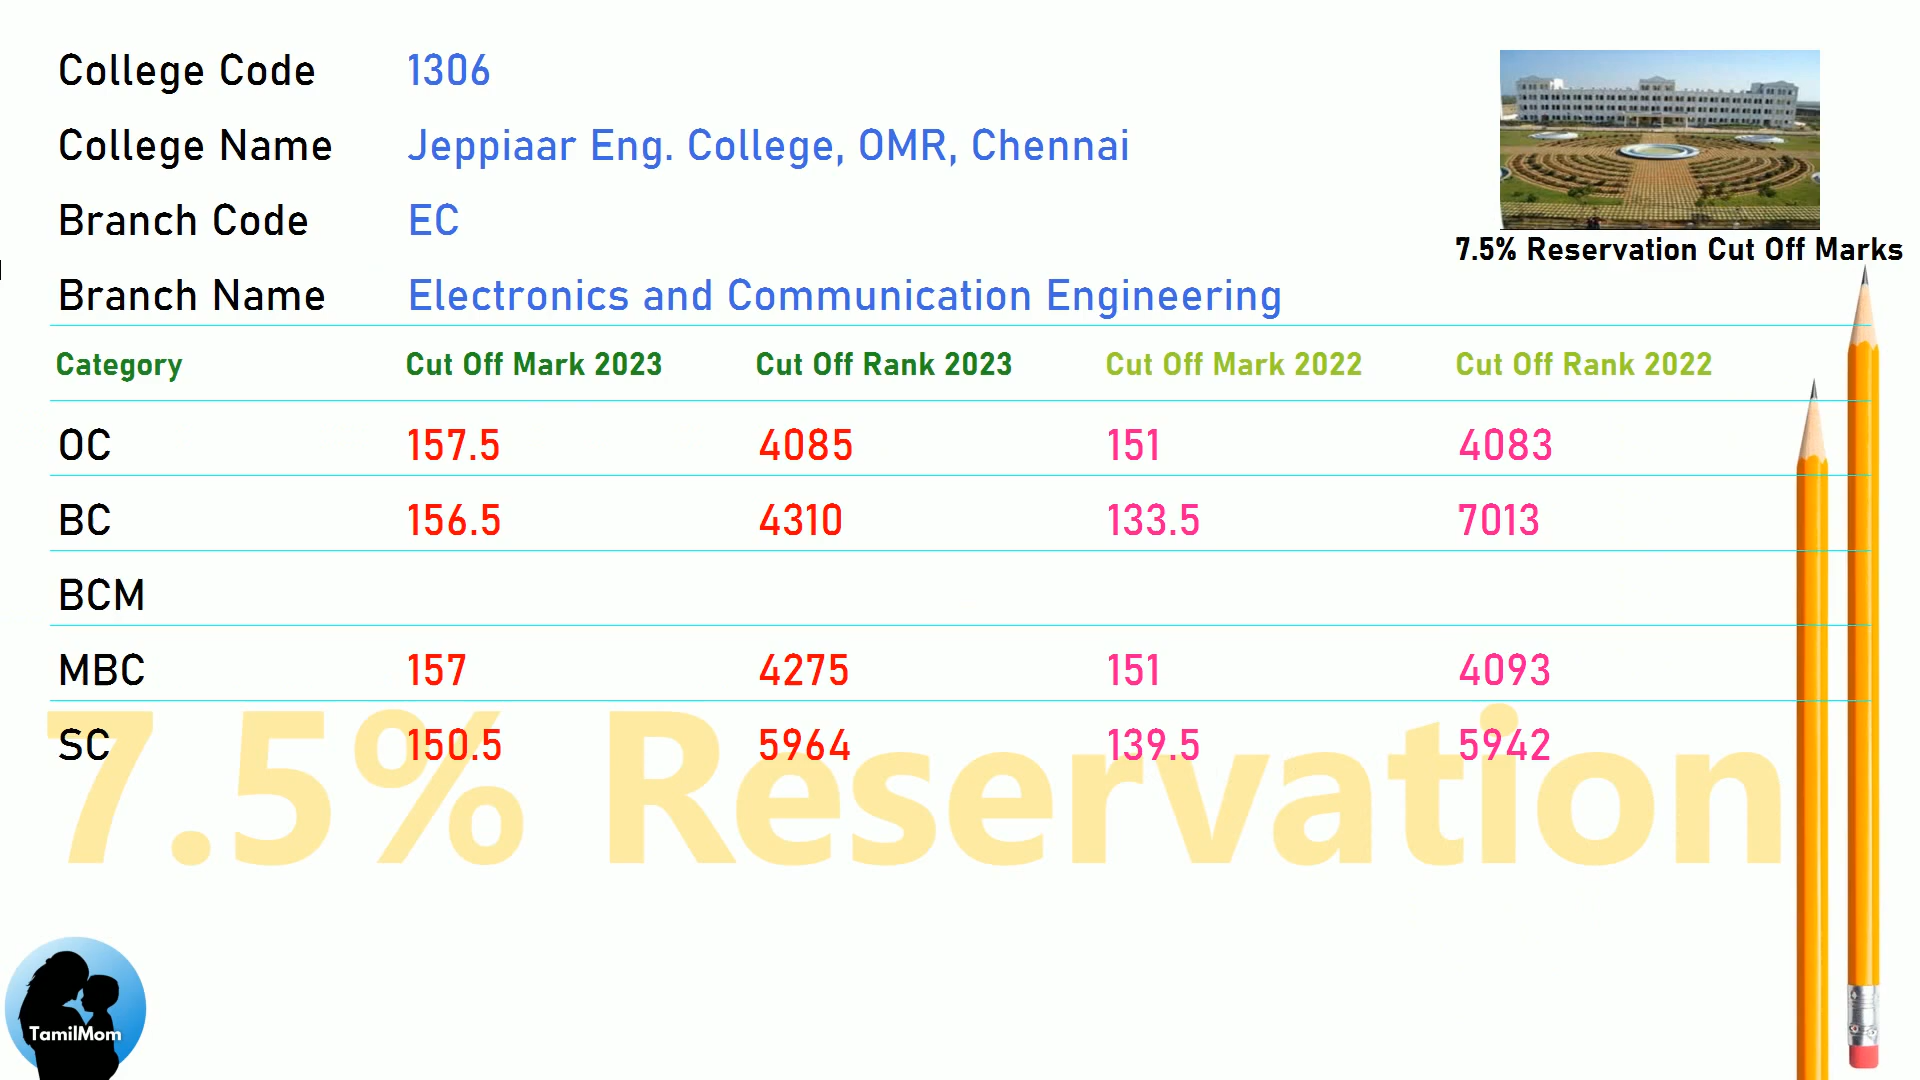 College Code 1306
College Name Jeppiaar Eng. College, OMR, Chennai
Branch Code EC
7.5% Reservation Cut Off Marks
Branch Name Electronics and Communication Engineering
Category Cut Off Mark 2023 Cut Off Rank 2023 Cut Off Mark 2022 Cut Off Rank 2022
OC 157.5 4085 151 4083
BC 156.5 4310 133.5 7013
BCM
MBC 157 4275 151 4093
SC 150.5 5964 139.5 5942
7.5% Reservation
TamilMom